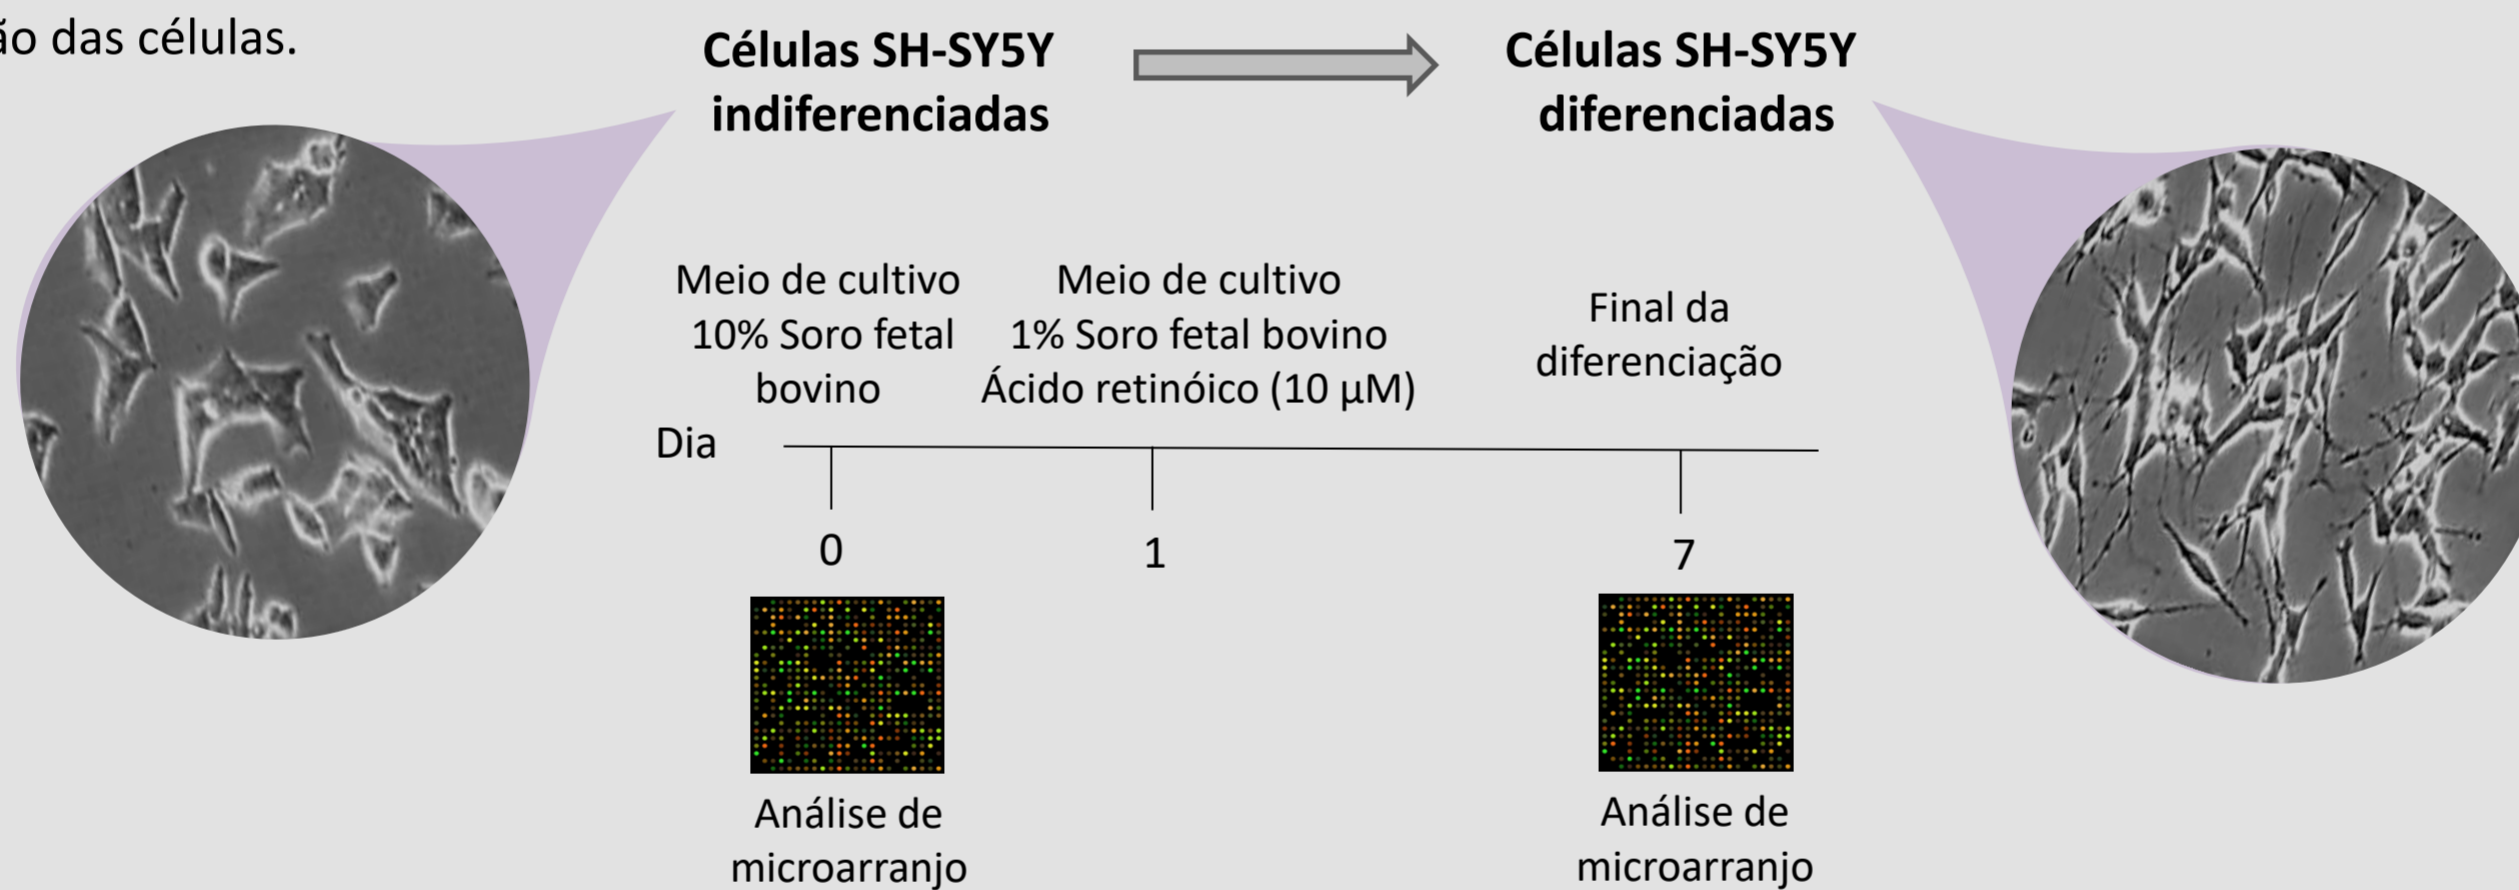 das células.
Células SH-SY5Y
indiferenciadas
Células SH-SY5Y
diferenciadas
Meio de cultivo
10% Soro fetal
bovino
Meio de cultivo
1% Soro fetal bovino
Ácido retinóico (10 µM)
Final da
diferenciação
Dia
0
1
7
Análise de
microarranjo
Análise de
microarranjo